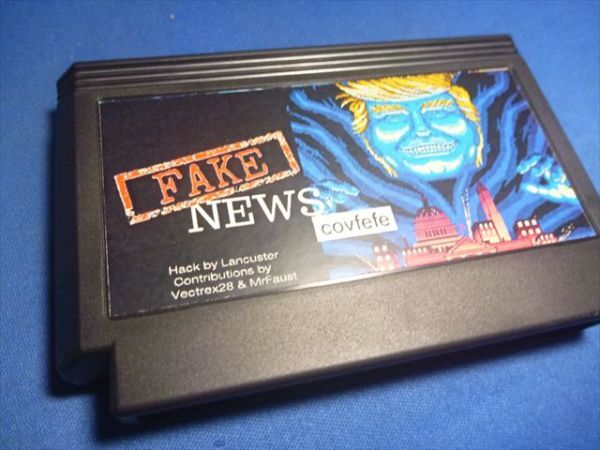 FAKE
NEWS
covfefe
Hack by Lancuster
Contributions by
Vectrex28 & MrFaust